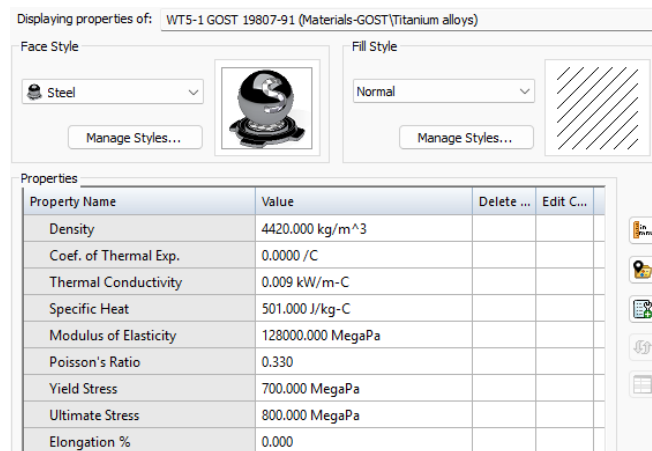 Displaying properties of: WT5-1 GOST 19807-91 (Materials-GOST\Titanium alloys)
Face Style
Fill Style
Steel
Normal
Manage Styles...
Manage Styles...
Properties
Property Name Value Delete ... Edit C...
Density 4420.000 kg/m^3
Coef. of Thermal Exp. 0.0000 /C
Thermal Conductivity 0.009 kW/m-C
Specific Heat 501.000 J/kg-C
Modulus of Elasticity 128000.000 MegaPa
Poisson's Ratio 0.330
Yield Stress 700.000 MegaPa
Ultimate Stress 800.000 MegaPa
Elongation % 0.000